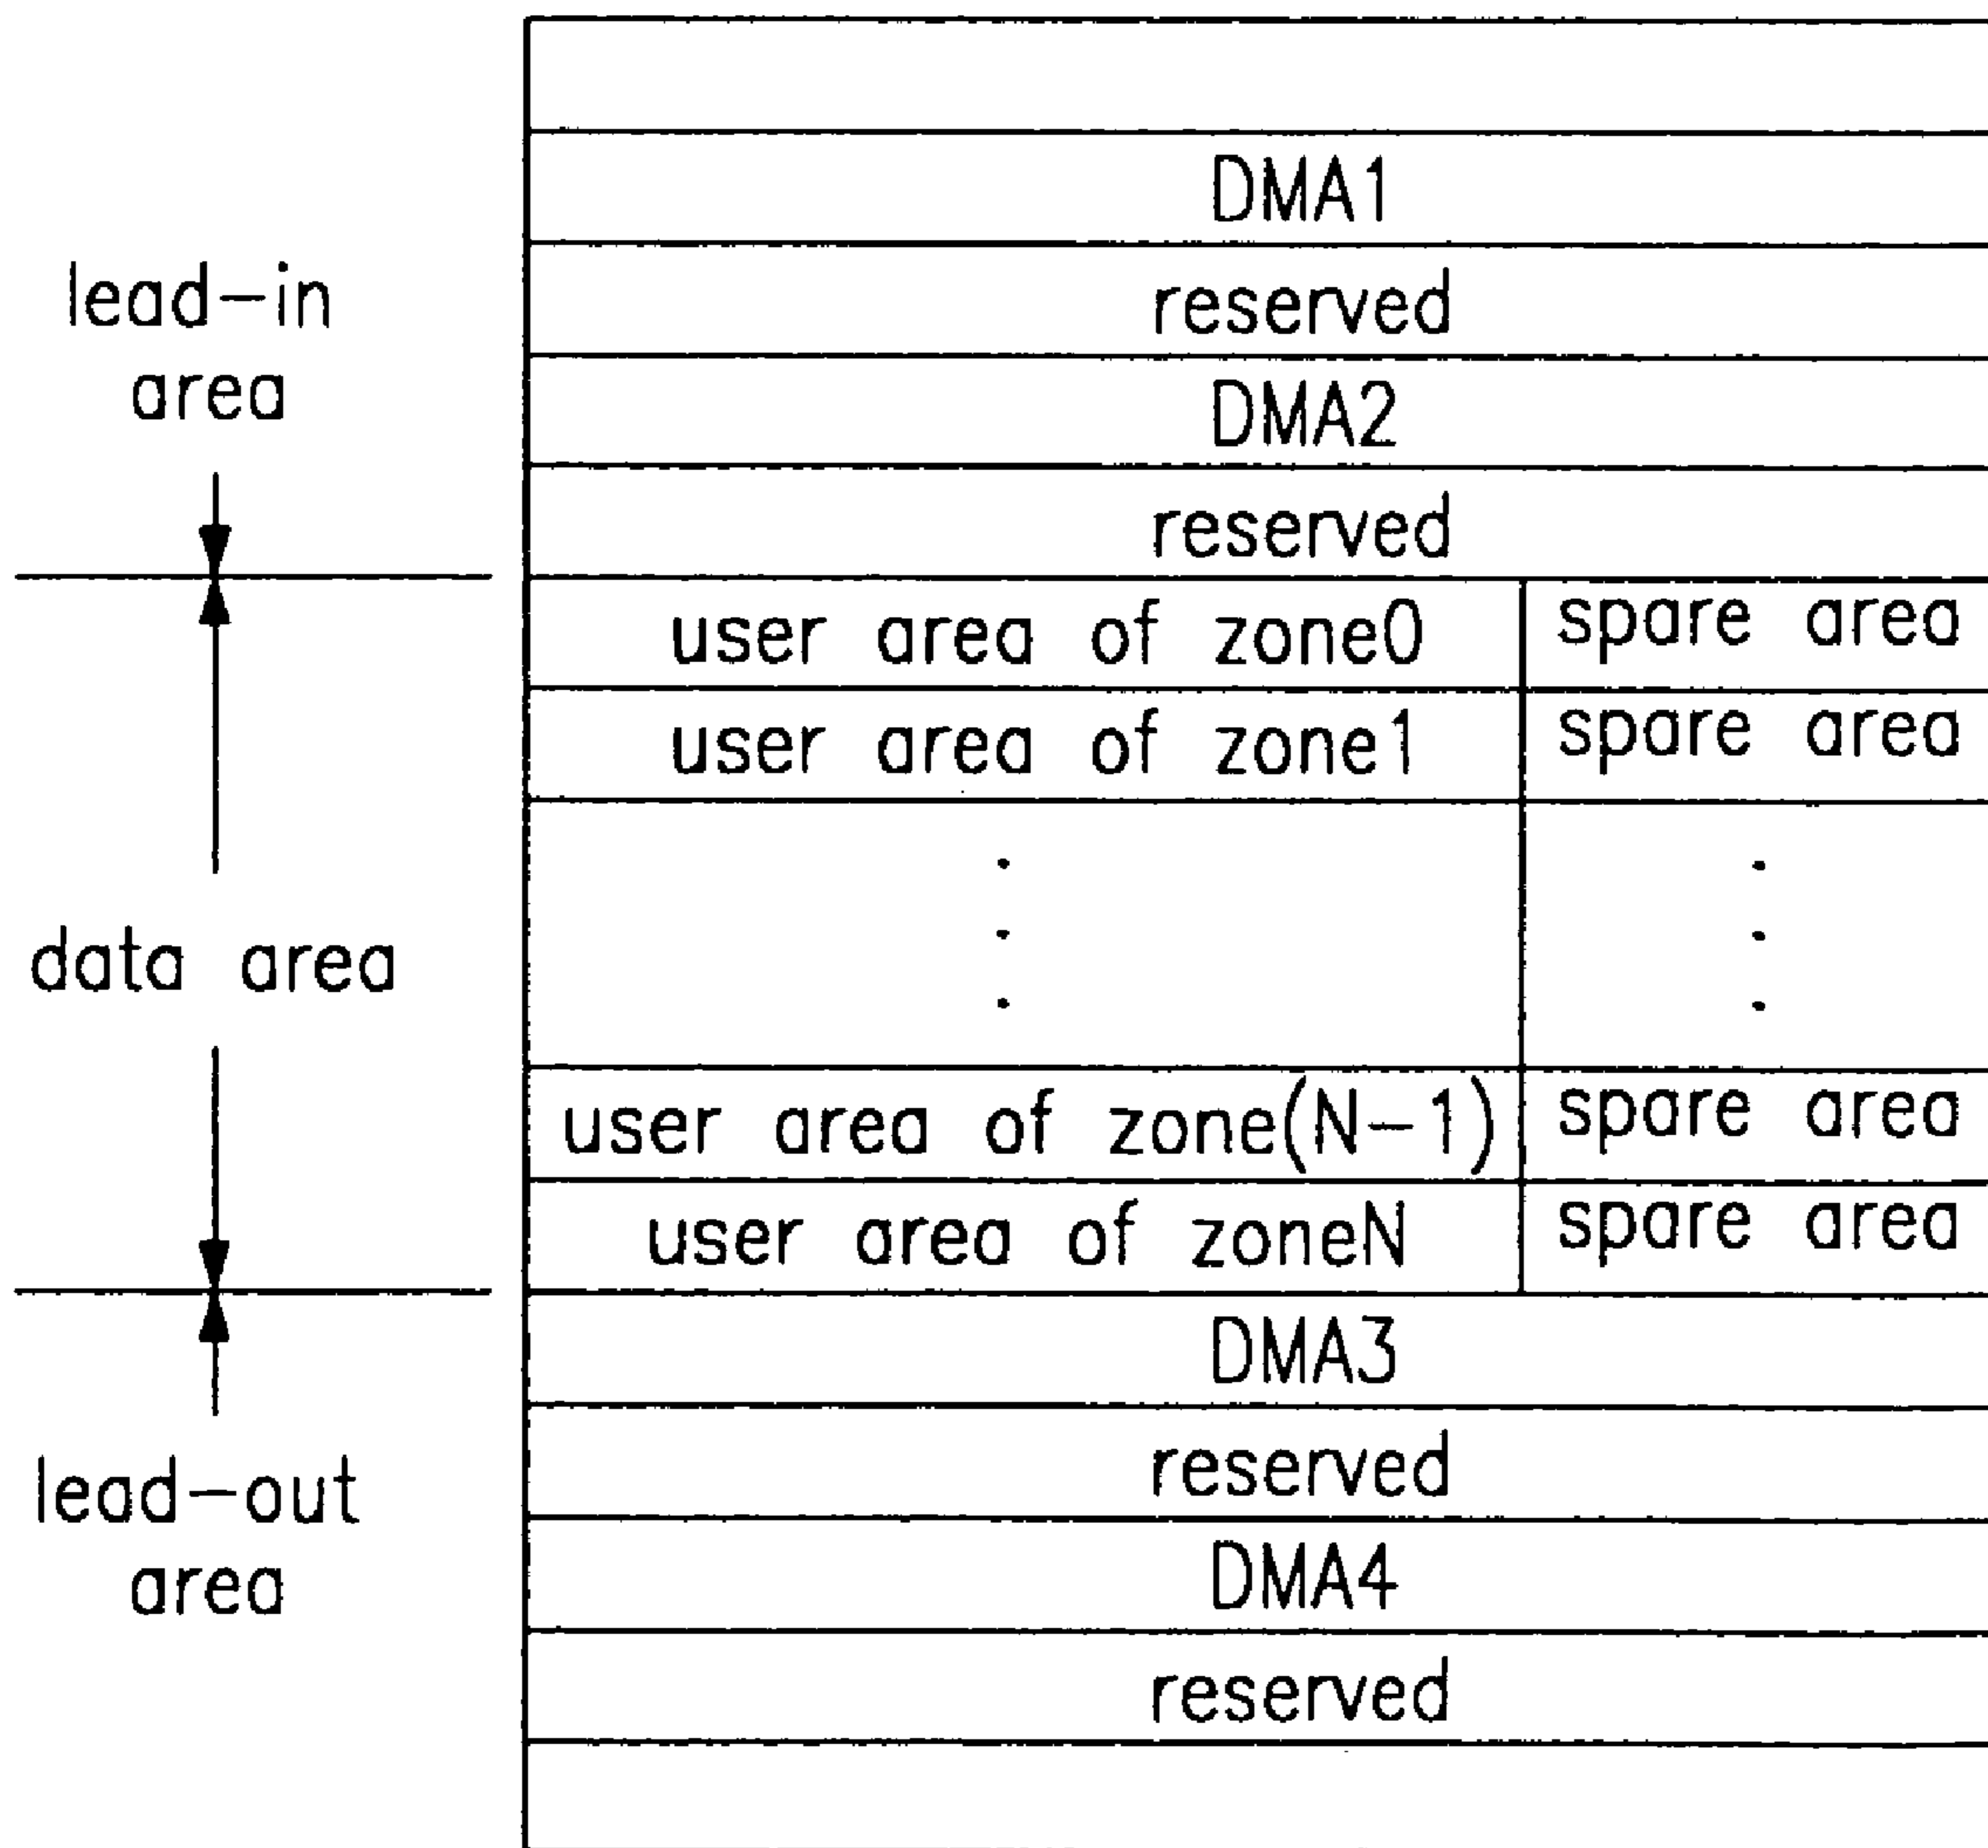 DMA1
reserved
lead-in
area
DMA2
reserved
user area of zone0 spare area
user area of zone1 spare area
data area
user area of zone(N-1) spare area
user area of zoneN spare area
DMA3
reserved
lead-out
area
DMA4
reserved